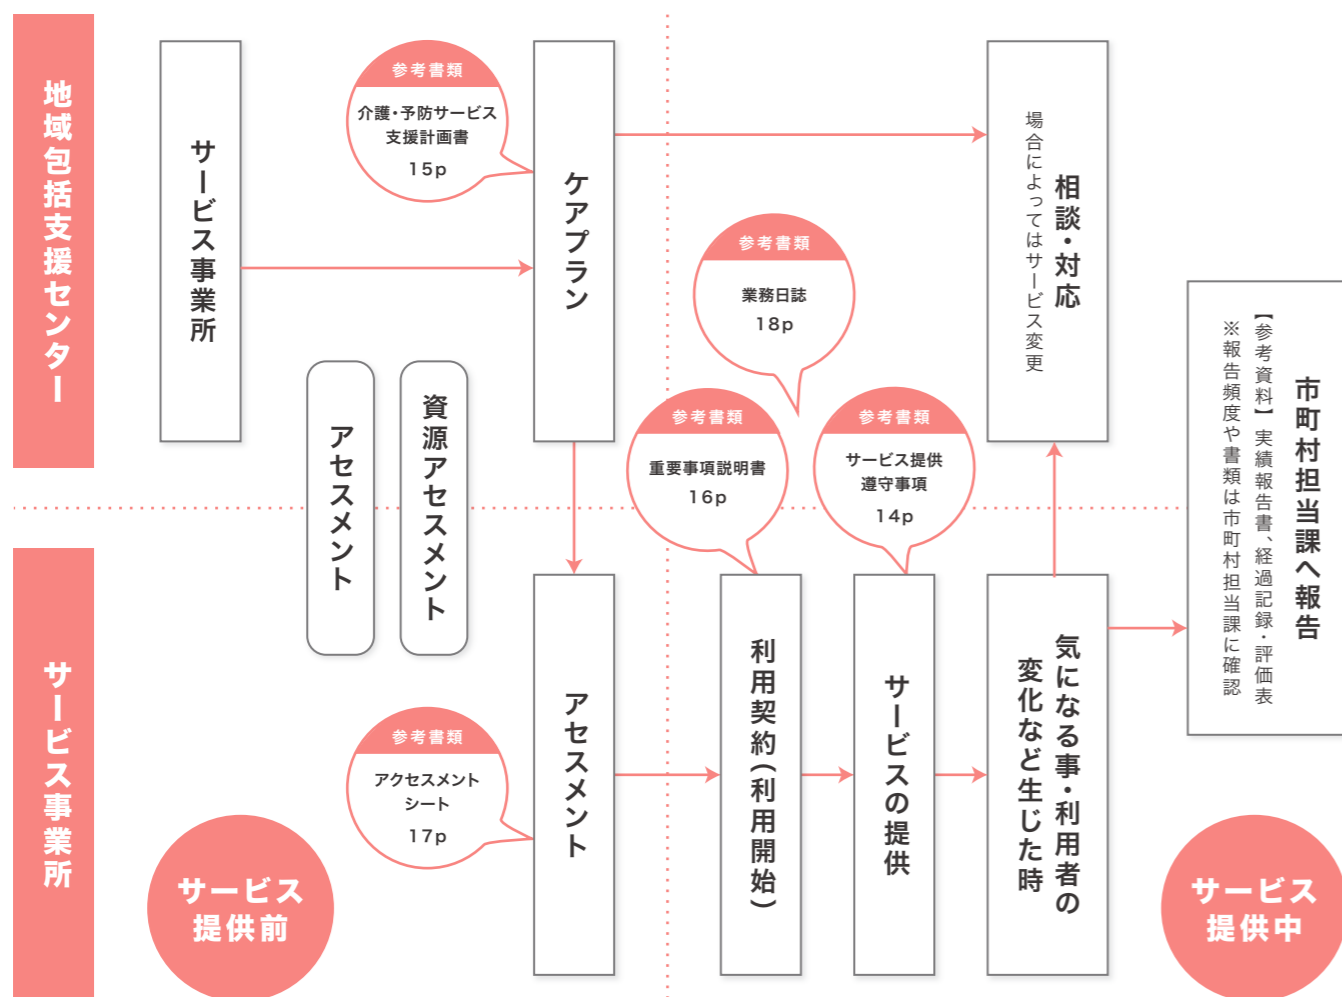 地域包括支援センター
サービス事業所
参考書類
介護・予防サービス
支援計画書
15p
ケアプラン
アセスメント
資源アセスメント
参考書類
業務日誌
18p
参考書類
重要事項説明書
16p
参考書類
サービス提供
遵守事項
14p
相談・対応
場合によってはサービス変更
市町村担当課へ報告
【参考資料】実績報告書、経過記録・評価表
※報告頻度や書類は市町村担当課に確認
サービス事業所
サービス
提供前
参考書類
アクセスメント
シート
17p
アセスメント
利用契約(利用開始)
サービスの提供
気になる事・利用者の
変化など生じた時
サービス
提供中